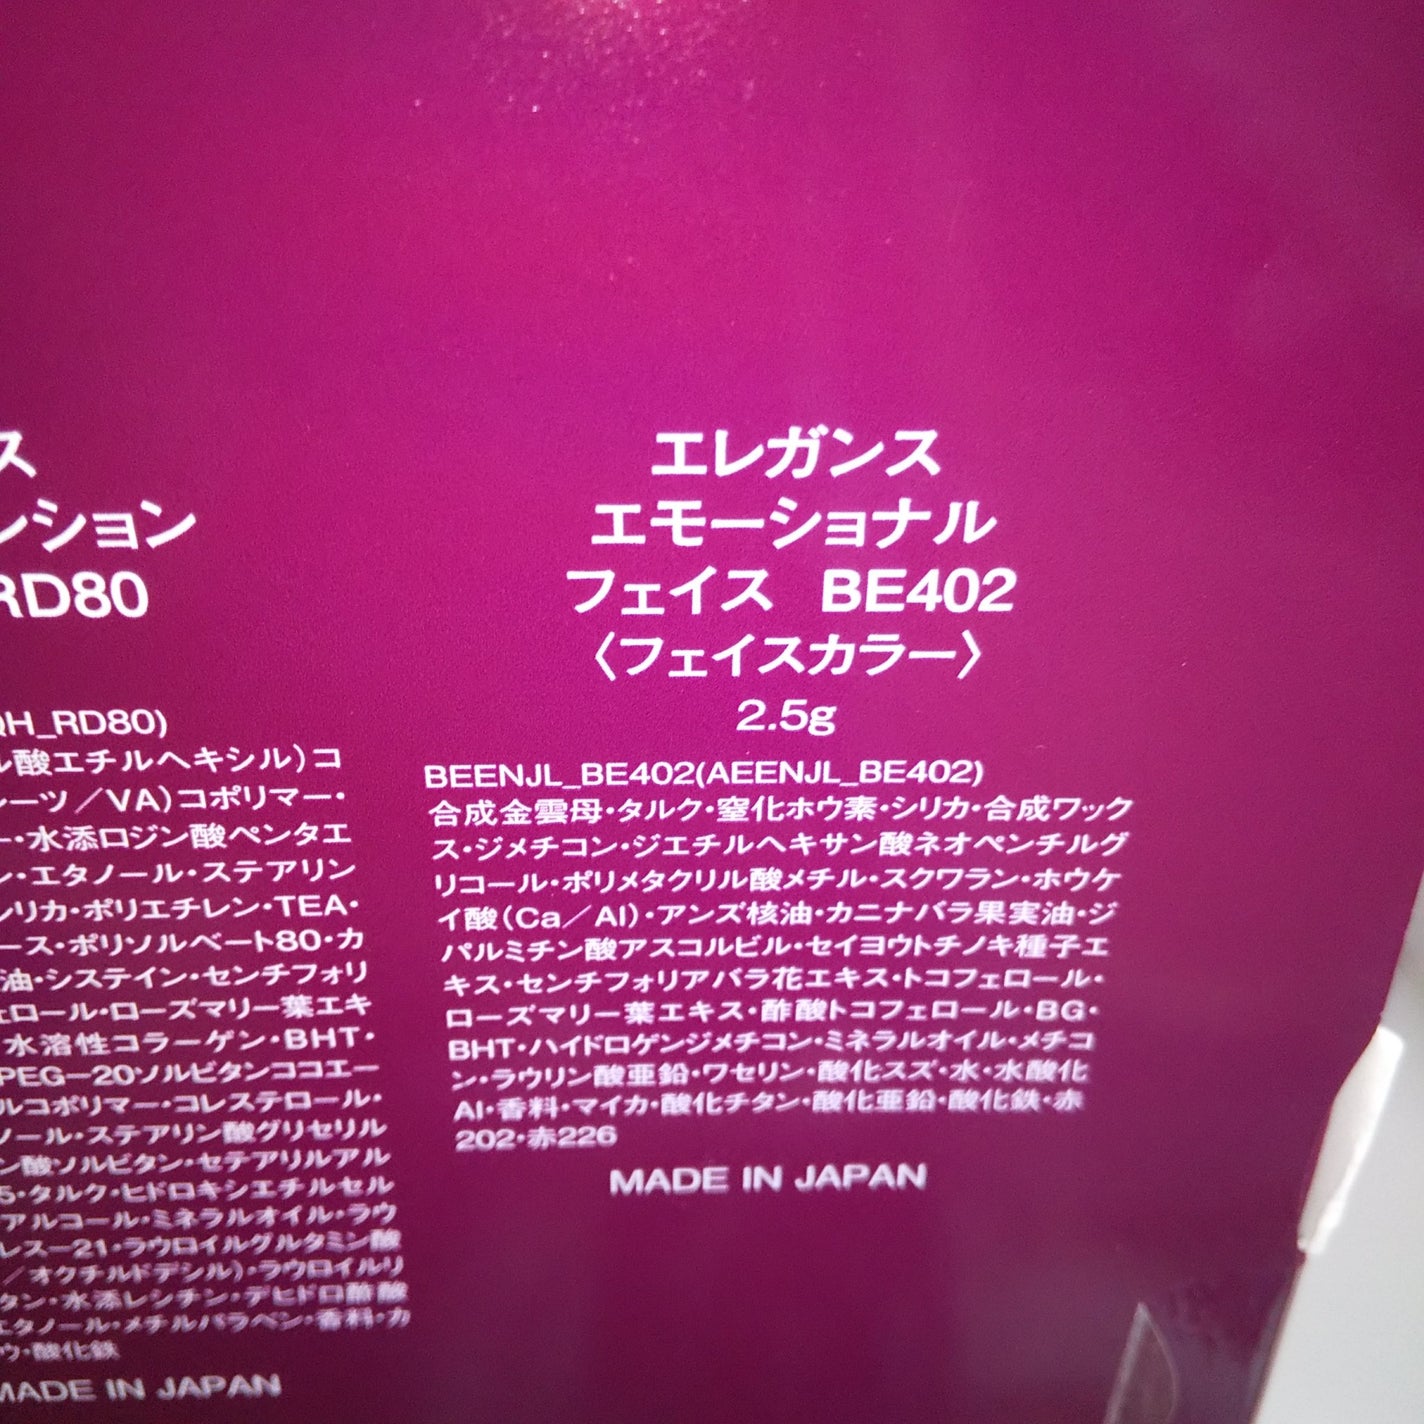 ス
ンション
RD80
QH_RD80)
ル酸エチルヘキシル)コ
レーツ/VA)コポリマー・
ー・水添ロジン酸ペンタエ
ン・エタノール・ステアリン
シリカ・ポリエチレン・TEA・
ース・ポリソルベート80・カ
油・システイン・センチフォリ
ェロール・ローズマリー葉エキ
水溶性コラーゲン・BHT・
PEG-20ソルビタンココエー
ルコポリマー・コレステロール・
ノール・ステアリン酸グリセリル
ン酸ソルビタン・セテアリルアル
5・タルク・ヒドロキシエチルセル
アルコール・ミネラルオイル・ラウ
レス-21・ラウロイルグルタミン酸
/オクチルドデシル)・ラウロイルリ
タン・水添レシチン・デヒドロ酢酸
エタノール・メチルパラベン・香料・カ
ウ・酸化鉄
MADE IN JAPAN
エレガンス
エモーショナル
フェイス BE402
〈フェイスカラー〉
2.5g
BEENJL_BE402(AEENJL_BE402)
合成金雲母・タルク・窒化ホウ素・シリカ・合成ワック
ス・ジメチコン・ジエチルヘキサン酸ネオペンチルグ
リコール・ポリメタクリル酸メチル・スクワラン・ホウケ
イ酸(Ca/Al)・アンズ核油・カニナバラ果実油・ジ
パルミチン酸アスコルビル・セイヨウトチノキ種子エ
キス・センチフォリアバラ花エキス・トコフェロール・
ローズマリー葉エキス・酢酸トコフェロール・BG・
BHT・ハイドロゲンジメチコン・ミネラルオイル・メチコ
ン・ラウリン酸亜鉛・ワセリン・酸化スズ・水・水酸化
Al・香料・マイカ・酸化チタン・酸化亜鉛・酸化鉄・赤
202・赤226
MADE IN JAPAN